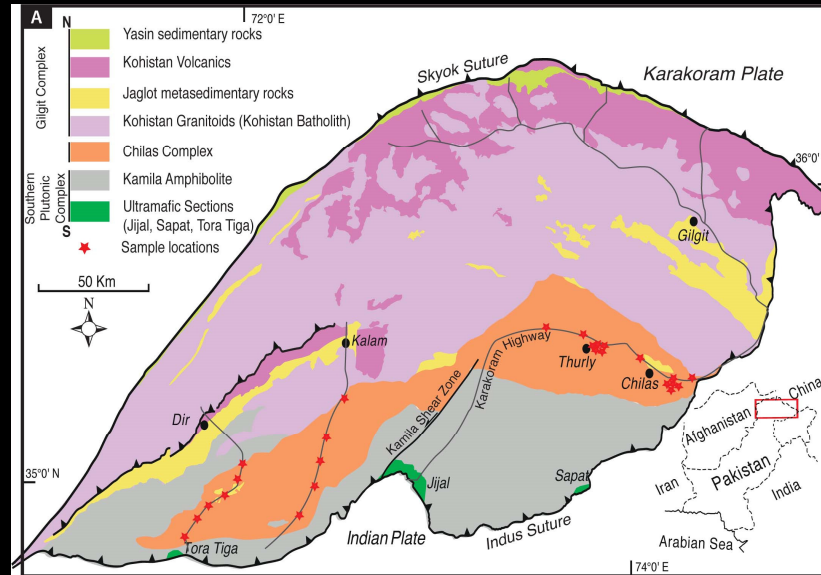 A
72°0' E
N
Gilgit Complex
Southern
Plutonic
Complex
S
Yasin sedimentary rocks
Kohistan Volcanics
Jaglot metasedimentary rocks
Kohistan Granitoids (Kohistan Batholith)
Chilas Complex
Kamila Amphibolite
Ultramafic Sections
(Jijal, Sapat, Tora Tiga)
Sample locations
50 Km
N
Skyok Suture
Karakoram Plate
36°0'
Gilgit
Kalam
Karakoram Highway
Thurly
Chilas
Dir
Kamila Shear Zone
35°0' N
Jijal
Sapat
Tora Tiga
Indian Plate
Indus Suture
74°0' E
China
Afghanistan
Pakistan
Iran
India
Arabian Sea